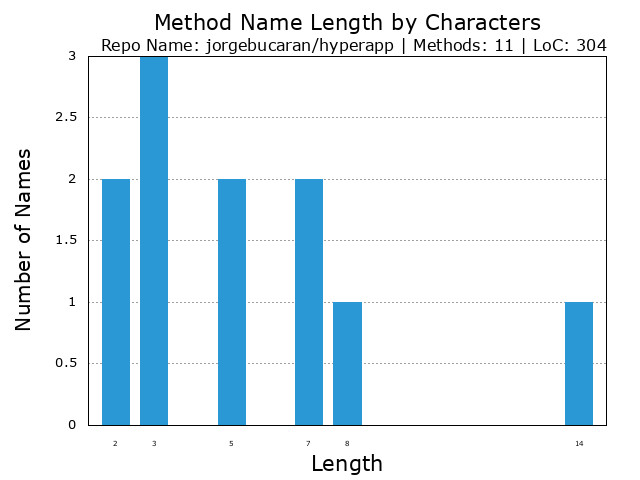 Method Name Length by Characters
Repo Name: jorgebucaran/hyperapp | Methods: 11 | LoC: 304
3
2.5
2
1.5
1
0.5
0
Number of Names
2 3 5 7 8 14
Length